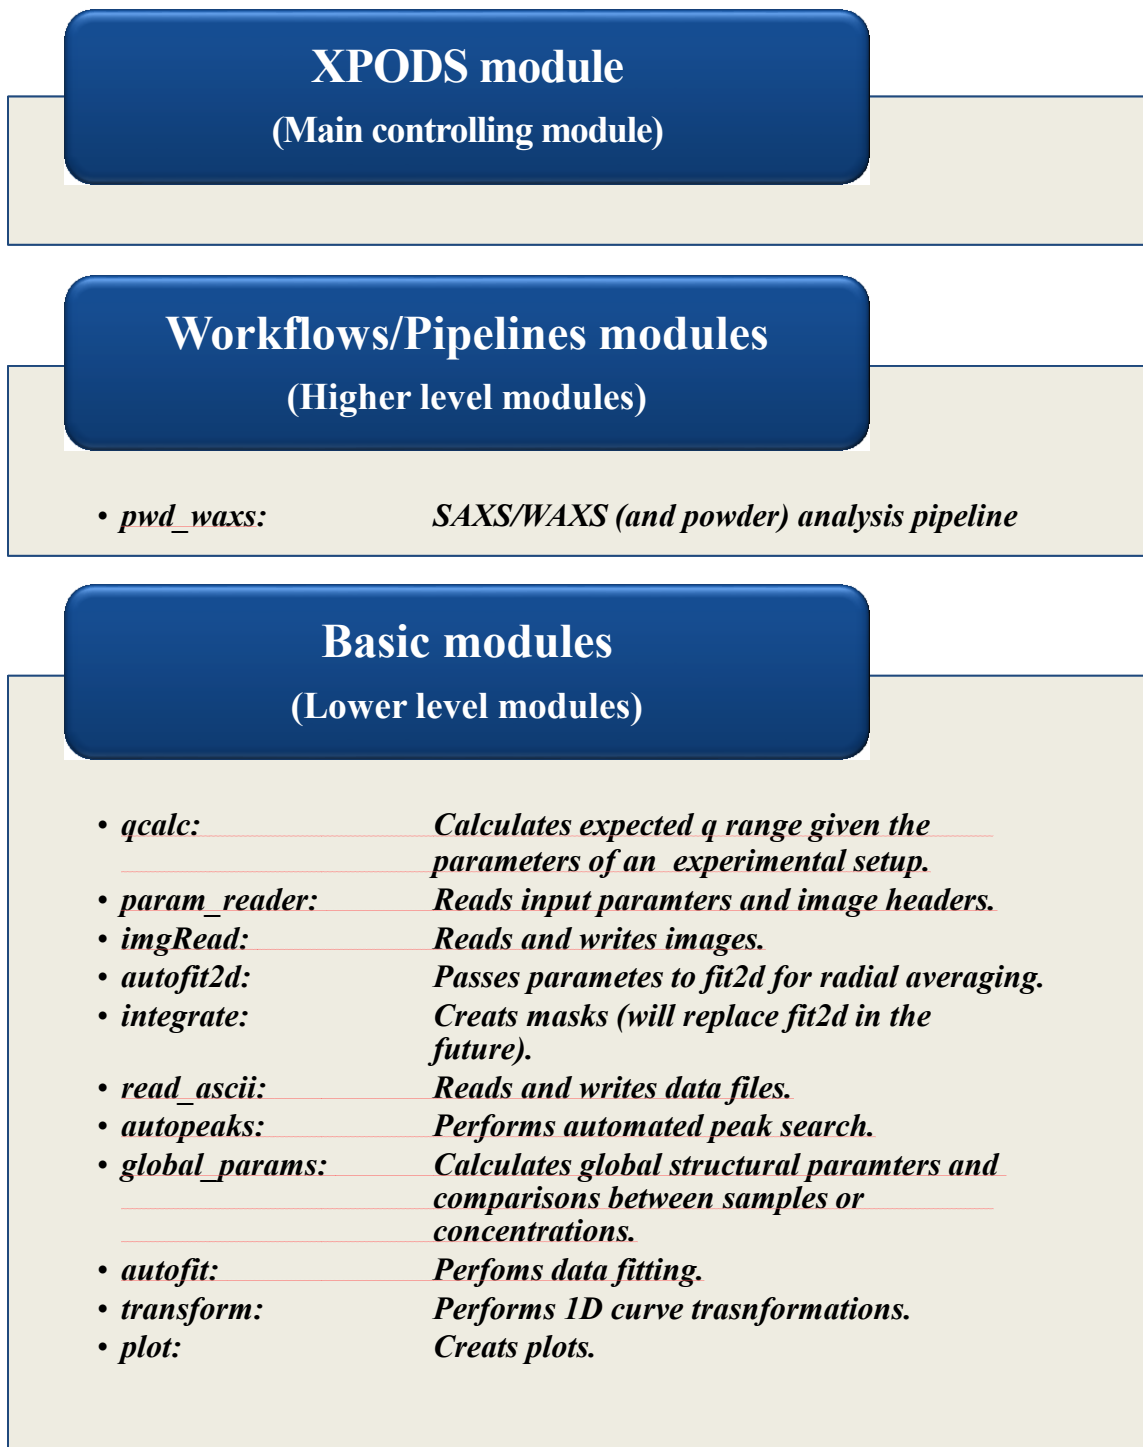 XPODS module
(Main controlling module)
Workflows/Pipelines modules
(Higher level modules)
• pwd_waxs: SAXS/WAXS (and powder) analysis pipeline
Basic modules
(Lower level modules)
• qcalc: Calculates expected q range given the
parameters of an experimental setup.
• param_reader: Reads input paramters and image headers.
• imgRead: Reads and writes images.
• autofit2d: Passes parametes to fit2d for radial averaging.
• integrate: Creats masks (will replace fit2d in the
future).
• read_ascii: Reads and writes data files.
• autopeaks: Performs automated peak search.
• global_params: Calculates global structural paramters and
comparisons between samples or
concentrations.
• autofit: Perfoms data fitting.
• transform: Performs 1D curve trasnformations.
• plot: Creats plots.